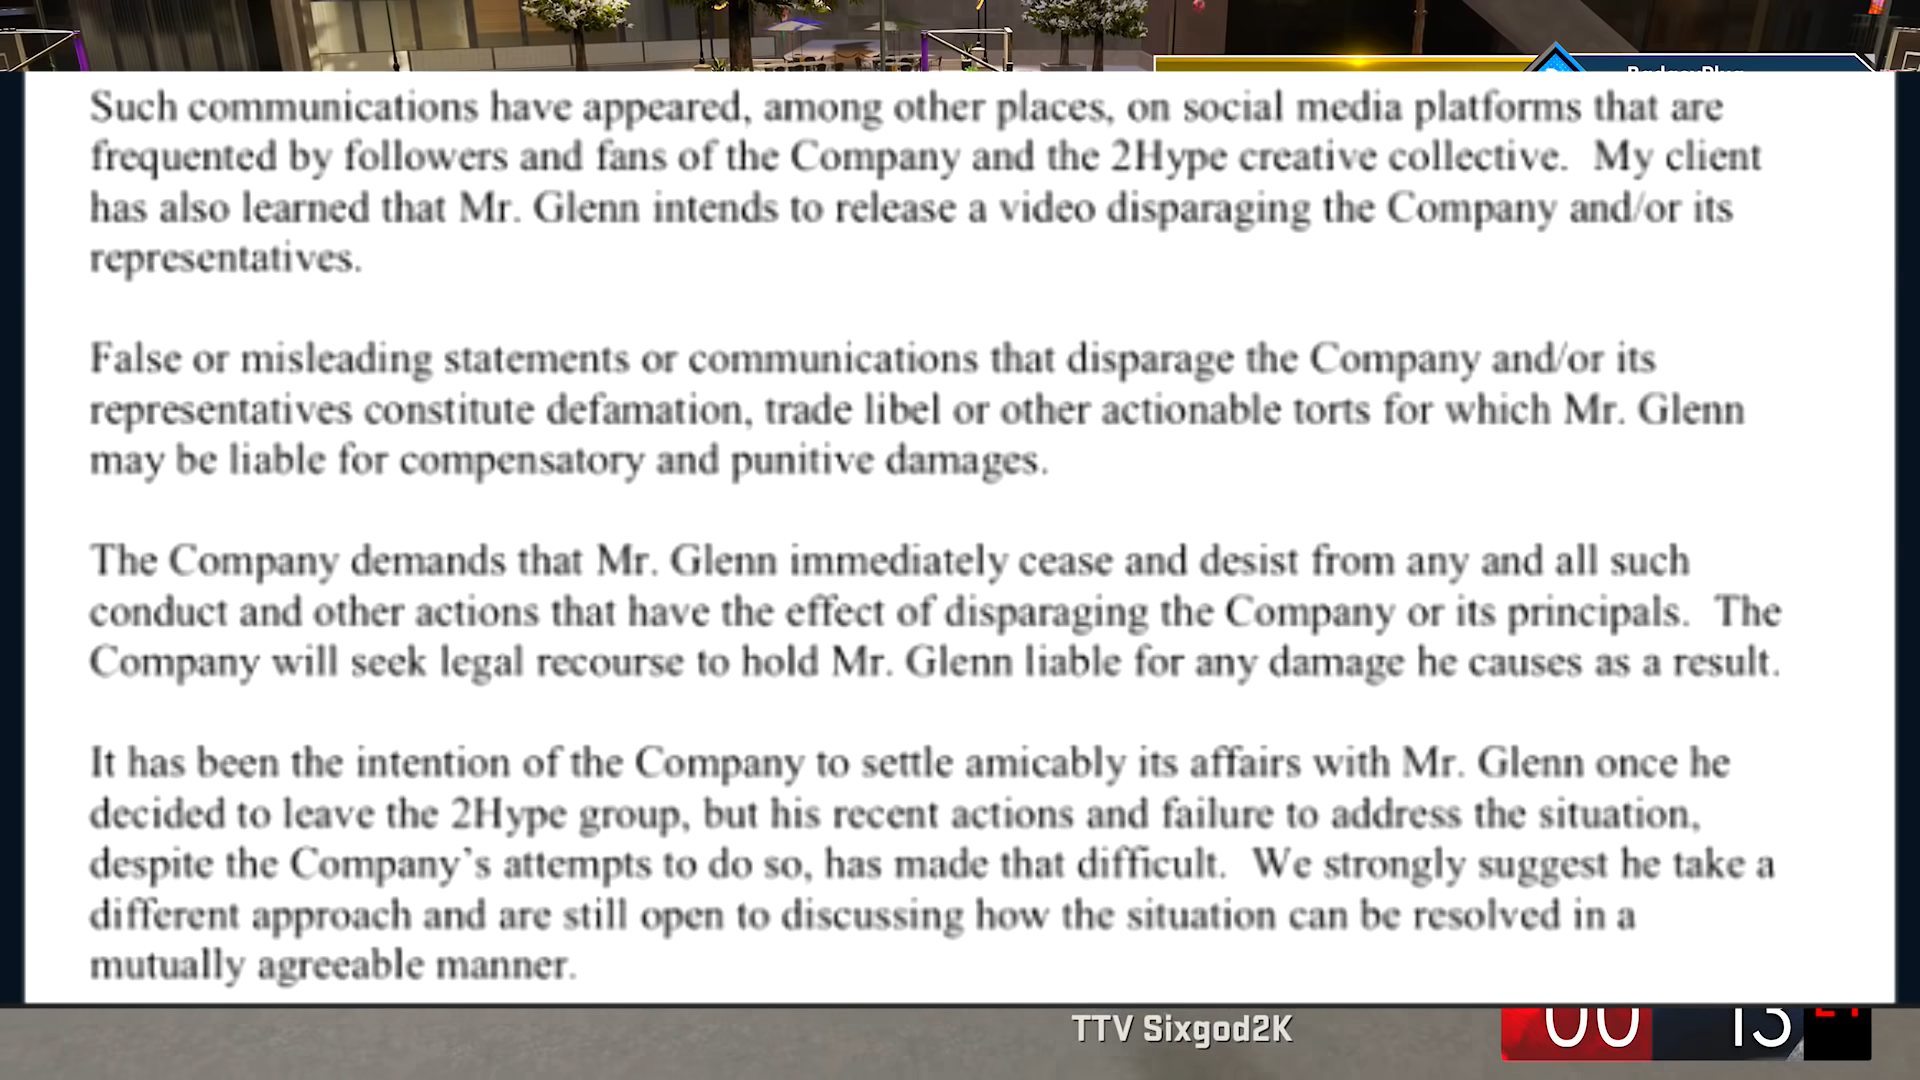 Such communications have appeared, among other places, on social media platforms that are
frequented by followers and fans of the Company and the 2Hype creative collective. My client
has also learned that Mr. Glenn intends to release a video disparaging the Company and/or its
representatives.
False or misleading statements or communications that disparage the Company and/or its
representatives constitute defamation, trade libel or other actionable torts for which Mr. Glenn
may be liable for compensatory and punitive damages.
The Company demands that Mr. Glenn immediately cease and desist from any and all such
conduct and other actions that have the effect of disparaging the Company or its principals. The
Company will seek legal recourse to hold Mr. Glenn liable for any damage he causes as a result.
It has been the intention of the Company to settle amicably its affairs with Mr. Glenn once he
decided to leave the 2Hype group, but his recent actions and failure to address the situation,
despite the Company's attempts to do so, has made that difficult. We strongly suggest he take a
different approach and are still open to discussing how the situation can be resolved in a
mutually agreeable manner.
TTV Sixgod2K
00 13